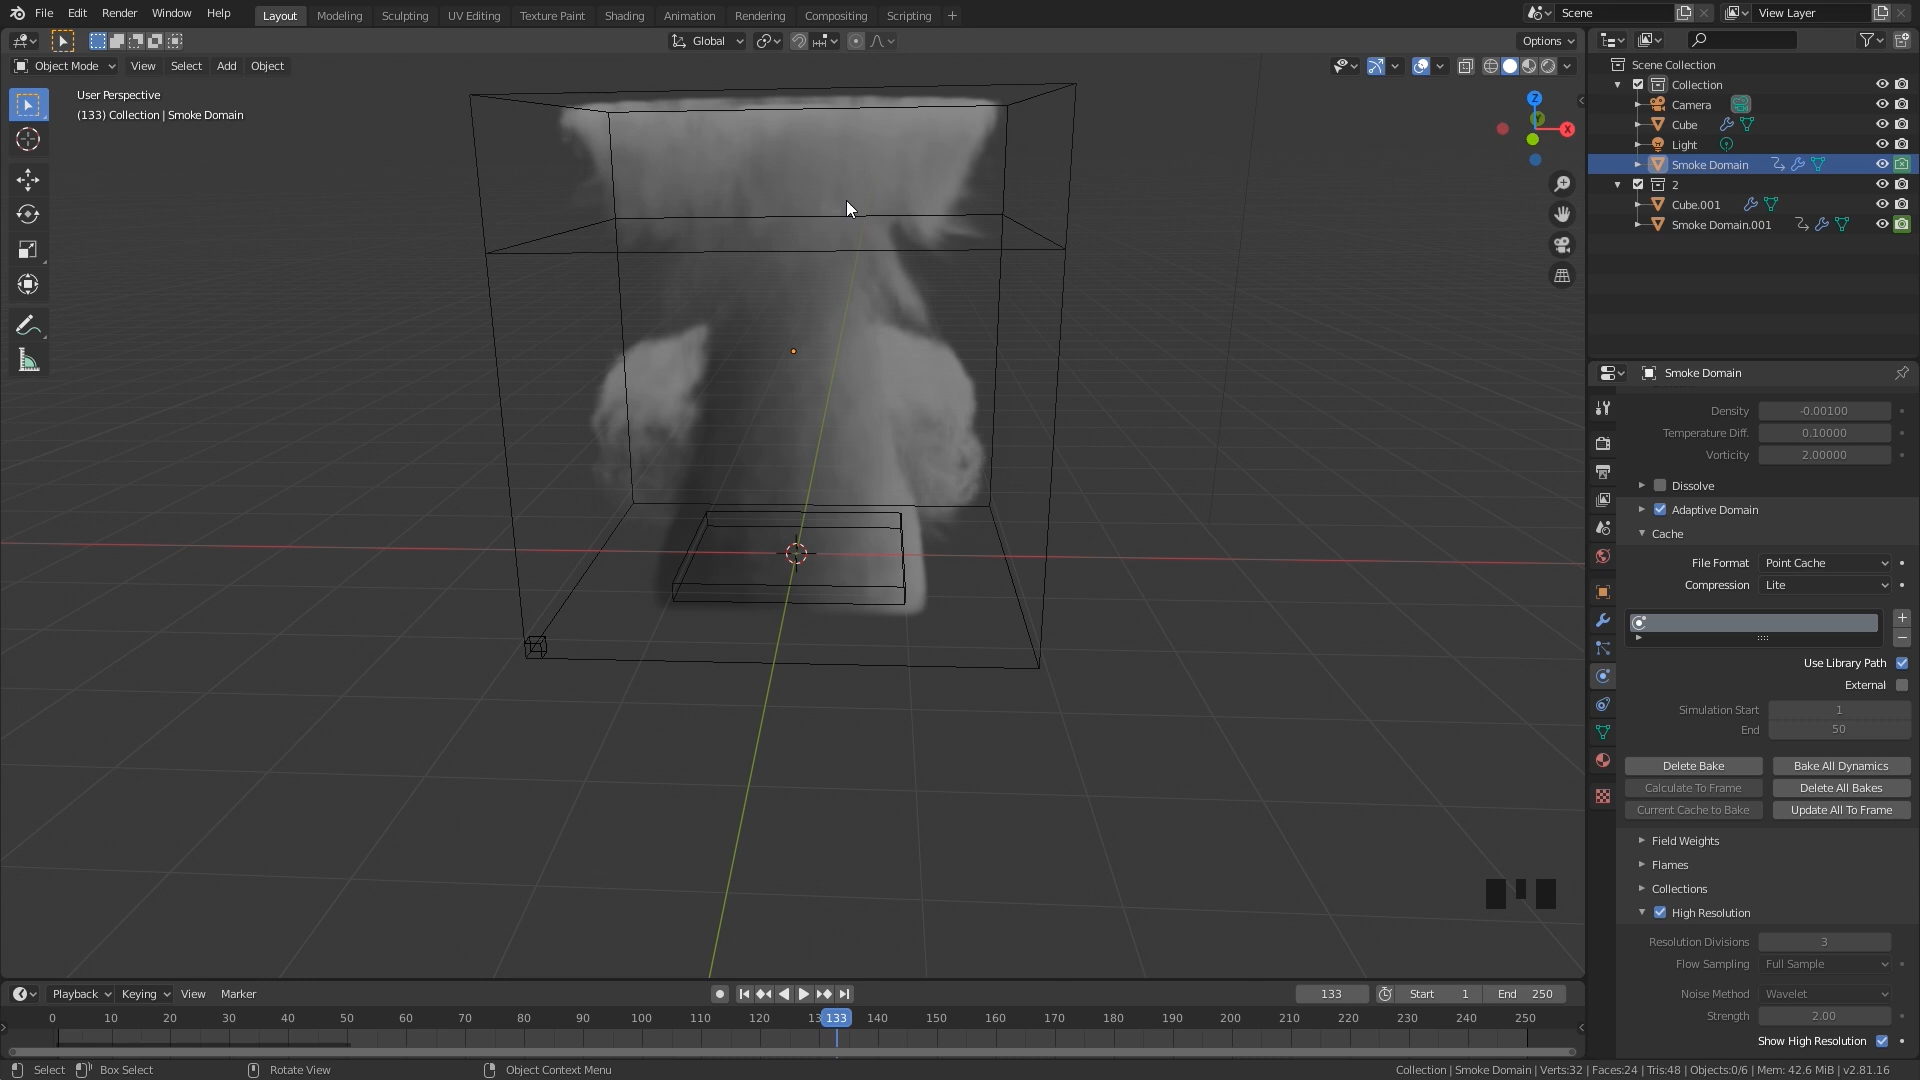 File Edit Render Window Help Layout Modeling Sculpting UV Editing Texture Paint Shading Animation Rendering Compositing Scripting + Scene View Layer
Global Options
Object Mode View Select Add Object
User Perspective
(133) Collection | Smoke Domain
Z
Y
X
Scene Collection
Collection
Camera
Cube
Light
Smoke Domain
2
Cube.001
Smoke Domain.001
Smoke Domain
Density -0.00100
Temperature Diff. 0.10000
Vorticity 2.00000
Dissolve
Adaptive Domain
Cache
File Format Point Cache
Compression Lite
Use Library Path
External
Simulation Start 1
End 50
Delete Bake Bake All Dynamics
Calculate To Frame Delete All Bakes
Current Cache to Bake Update All To Frame
Field Weights
Flames
Collections
High Resolution
Resolution Divisions 3
Flow Sampling Full Sample
Noise Method Wavelet
Strength 2.00
Show High Resolution
Playback Keying View Marker 133 Start 1 End 250
0 10 20 30 40 50 60 70 80 90 100 110 120 13 133 140 150 160 170 180 190 200 210 220 230 240 250
Select Box Select Rotate View Object Context Menu Collection | Smoke Domain | Verts:32 | Faces:24 | Tris:48 | Objects:0/6 | Mem: 42.6 MiB | v2.81.16